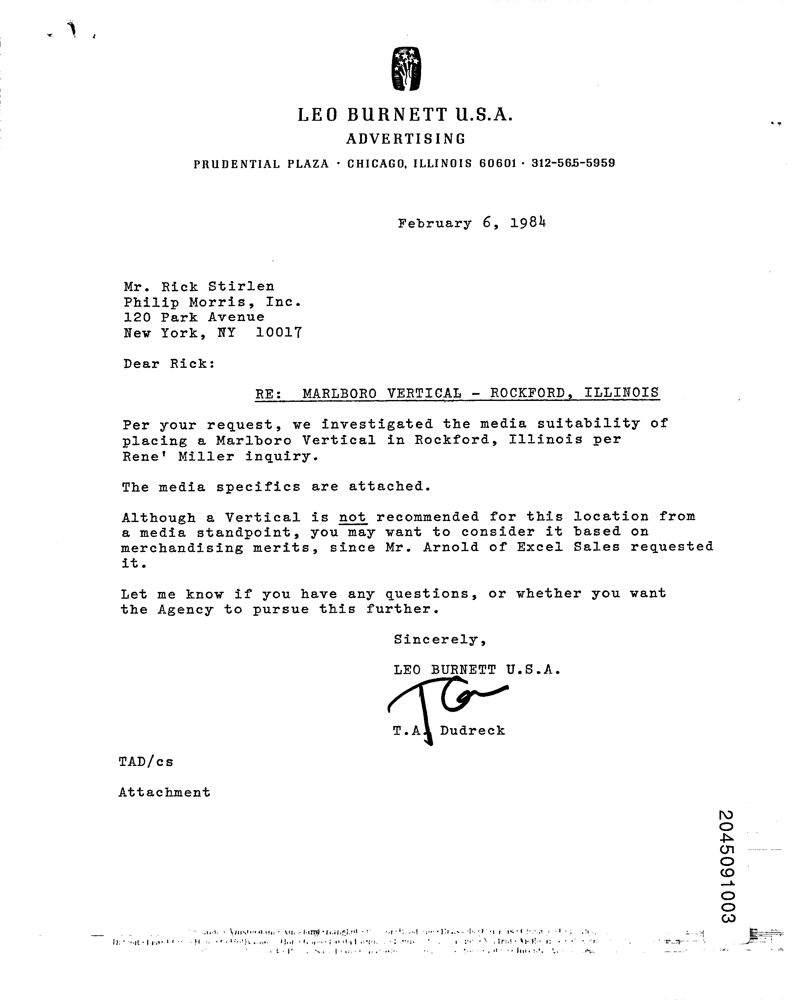 LEO BURNETT U.S.A.
ADVERTISING
PRUDENTIAL PLAZA · CHICAGO, ILLINOIS 60601 · 312-565-5959
February 6, 1984
Mr. Rick Stirlen
Philip Morris, Inc.
120 Park Avenue
New York, NY 10017
Dear Rick:
RE: MARLBORO VERTICAL - ROCKFORD, ILLINOIS
Per your request, we investigated the media suitability of
placing a Marlboro Vertical in Rockford, Illinois per
Rene' Miller inquiry.
The media specifics are attached.
Although a Vertical is not recommended for this location from
a media standpoint, you may want to consider it based on
merchandising merits, since Mr. Arnold of Excel Sales requested
it.
Let me know if you have any questions, or whether you want
the Agency to pursue this further.
Sincerely,
LEO BURNETT U.S.A.
T.A. Dudreck
TAD/cs
Attachment
2045091003